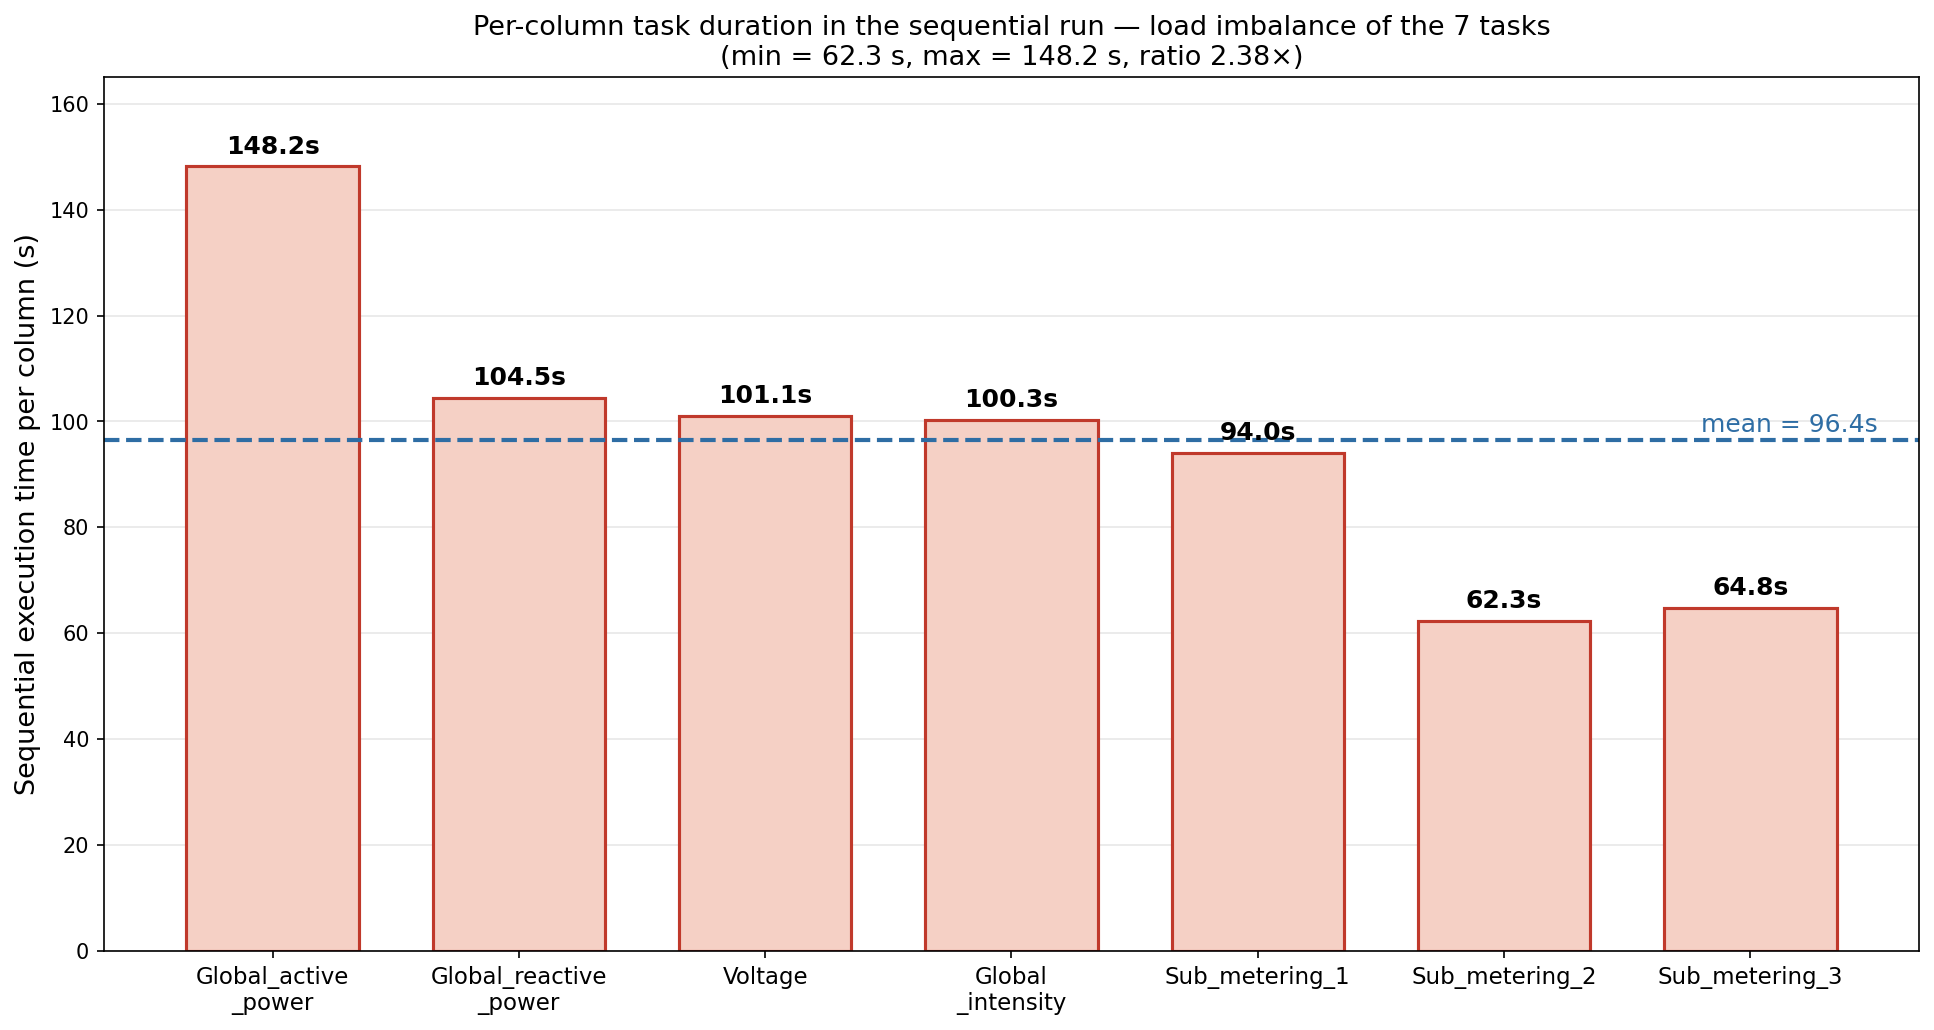 Per-column task duration in the sequential run — load imbalance of the 7 tasks
(min = 62.3 s, max = 148.2 s, ratio 2.38×)
Sequential execution time per column (s)
160
140
120
100
80
60
40
20
0
148.2s
104.5s
101.1s
100.3s
94.0s
62.3s
64.8s
mean = 96.4s
Global_active
_power
Global_reactive
_power
Voltage
Global
_intensity
Sub_metering_1
Sub_metering_2
Sub_metering_3